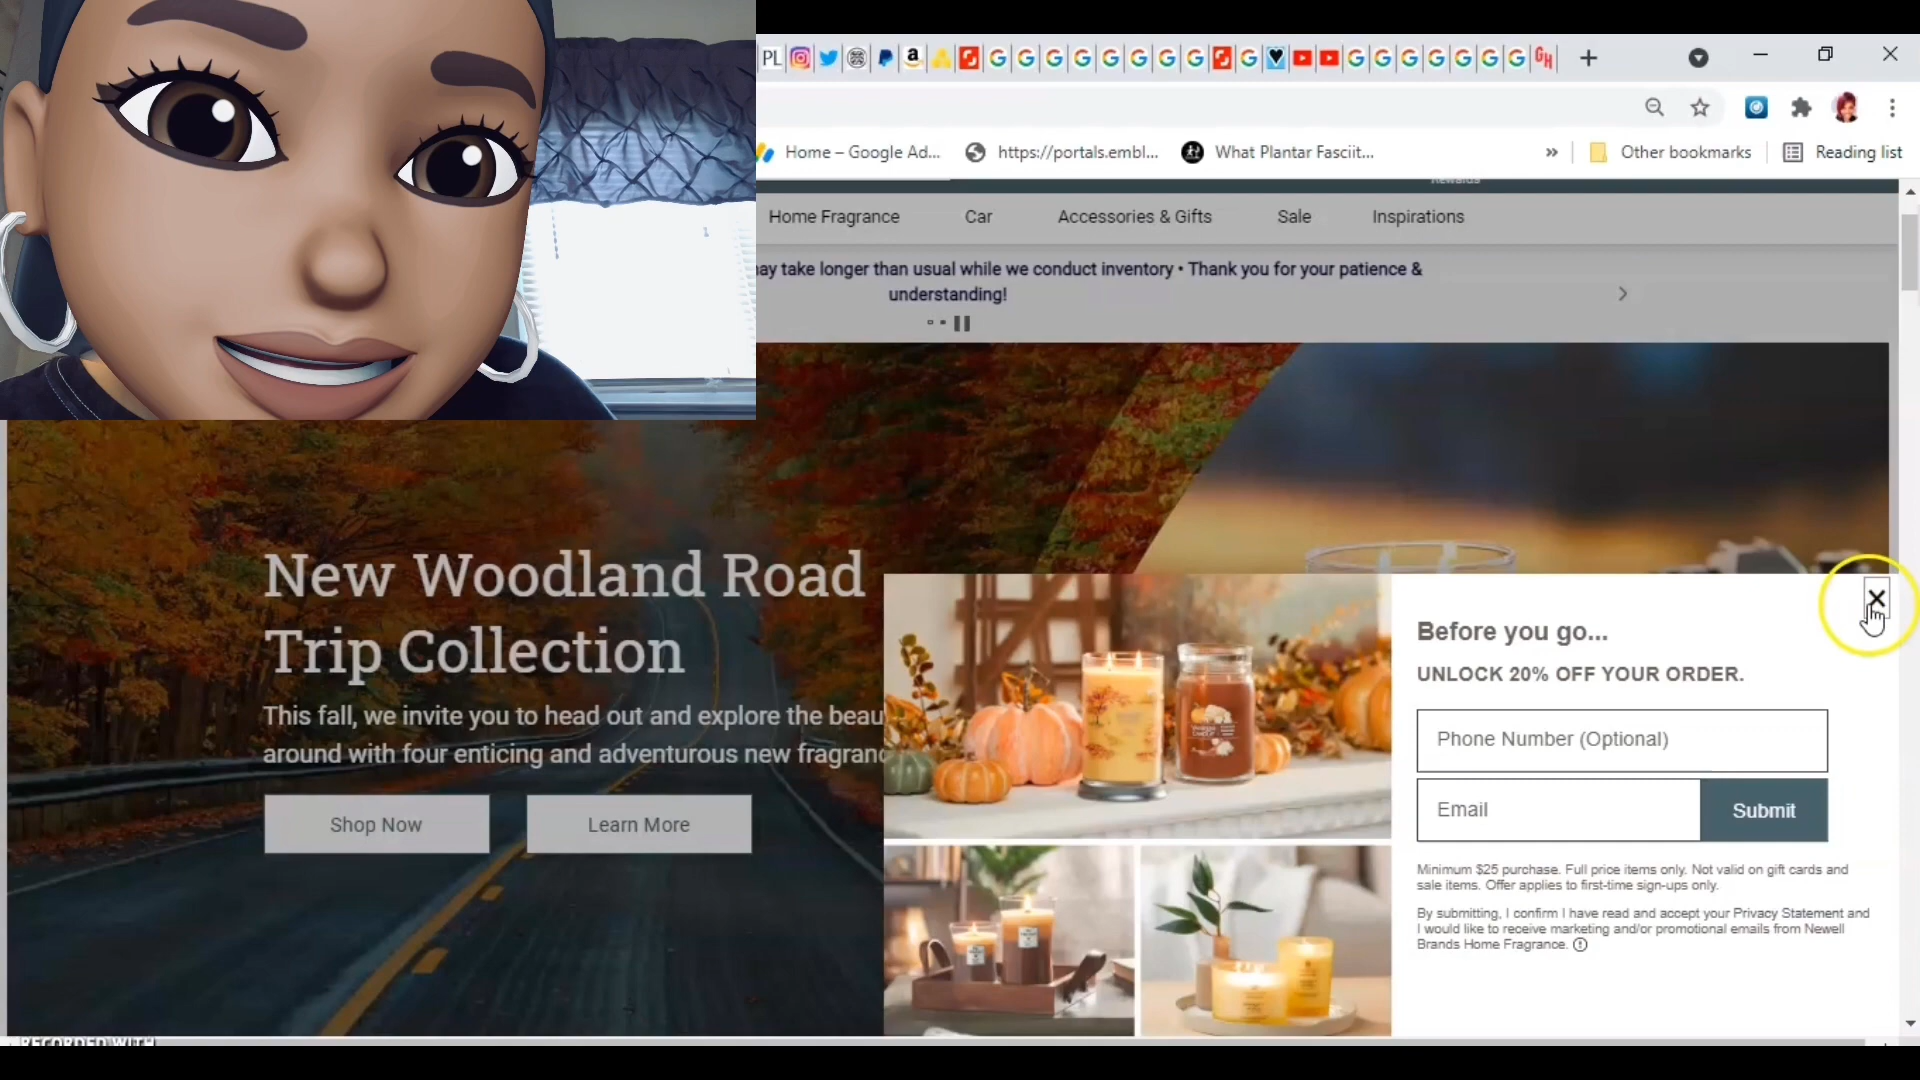 PL
GH
Home – Google Ad...
https://portals.embl...
What Plantar Fasciit...
»
Other bookmarks
Reading list
Rewards
Home Fragrance
Car
Accessories & Gifts
Sale
Inspirations
may take longer than usual while we conduct inventory • Thank you for your patience &
understanding!
New Woodland Road
Trip Collection
This fall, we invite you to head out and explore the beau
around with four enticing and adventurous new fragranc
Shop Now
Learn More
Before you go...
UNLOCK 20% OFF YOUR ORDER.
Phone Number (Optional)
Email
Submit
Minimum $25 purchase. Full price items only. Not valid on gift cards and
sale items. Offer applies to first-time sign-ups only.
By submitting, I confirm I have read and accept your Privacy Statement and
I would like to receive marketing and/or promotional emails from Newell
Brands Home Fragrance.
RECORDED WITH